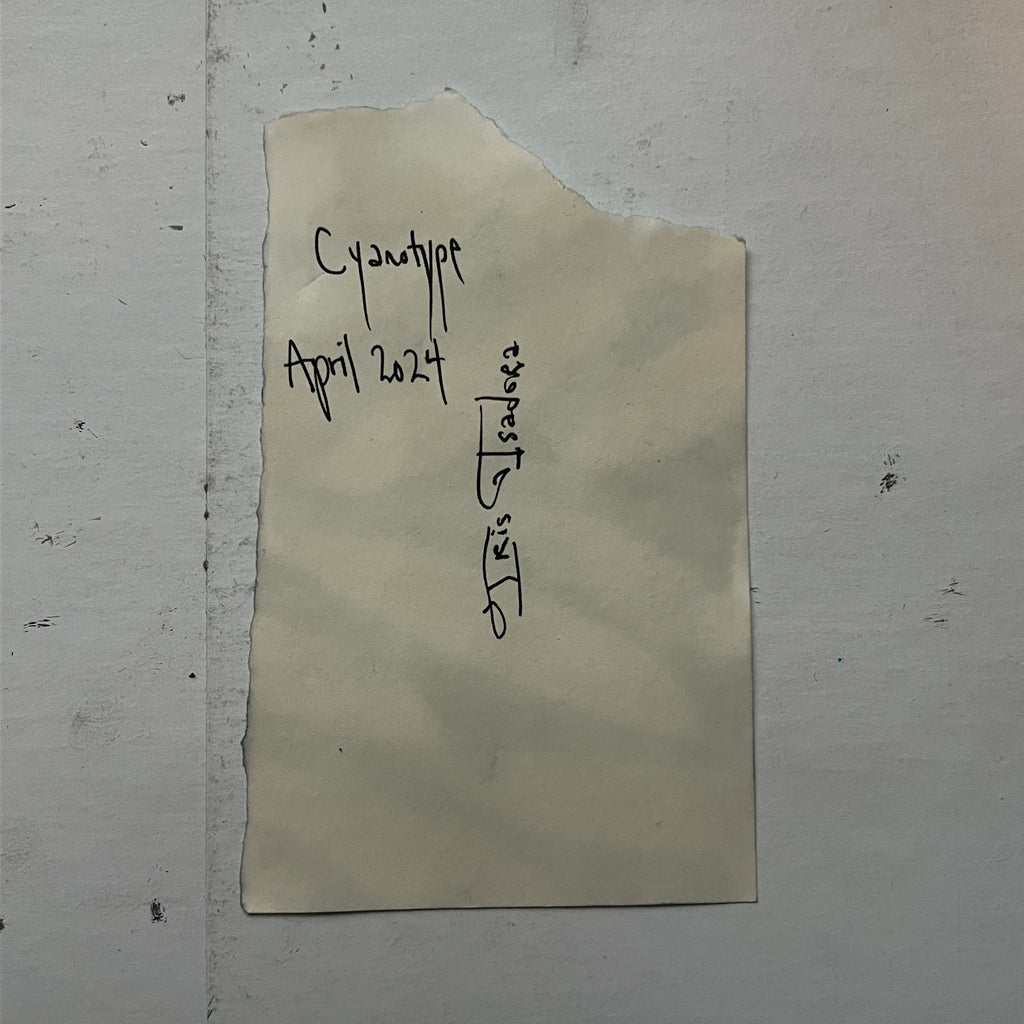 Cyanotype
April 2024
Iris Isadora